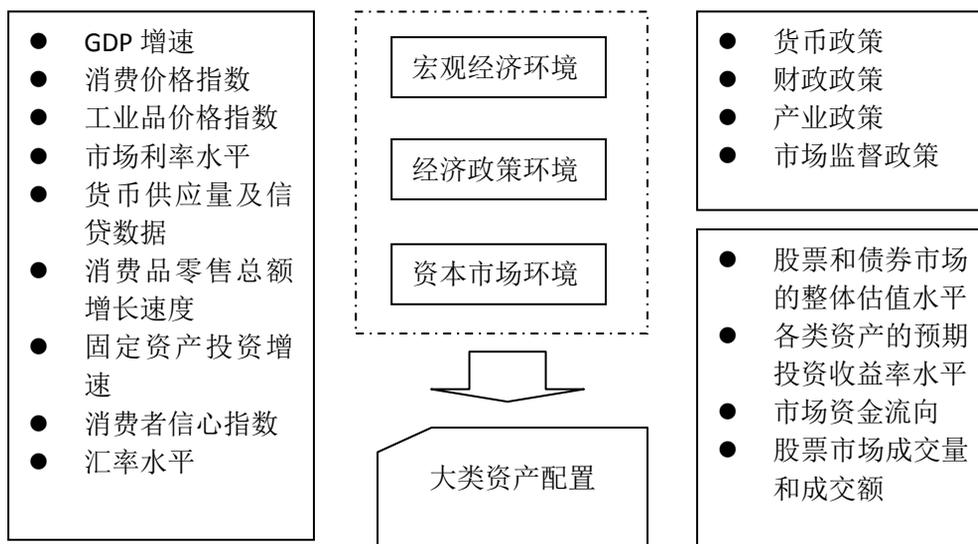 GDP 增速
消费价格指数
工业品价格指数
市场利率水平
货币供应量及信
贷数据
消费品零售总额
增长速度
固定资产投资增
速
消费者信心指数
汇率水平
宏观经济环境
经济政策环境
资本市场环境
大类资产配置
货币政策
财政政策
产业政策
市场监督政策
股票和债券市场
的整体估值水平
各类资产的预期
投资收益率水平
市场资金流向
股票市场成交量
和成交额